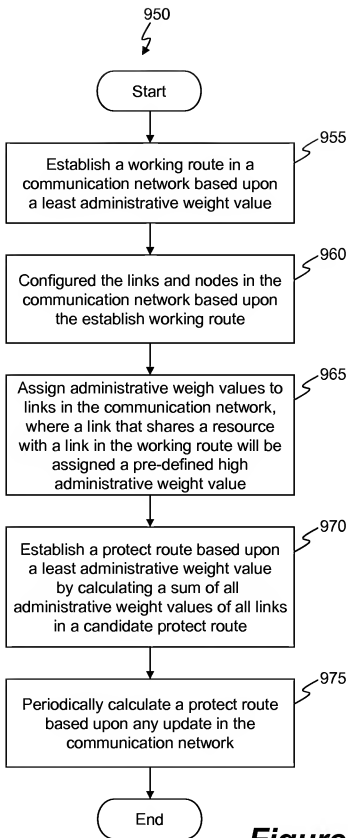 950
Start
955
Establish a working route in a
communication network based upon
a least administrative weight value
960
Configured the links and nodes in the
communication network based upon
the establish working route
965
Assign administrative weigh values to
links in the communication network,
where a link that shares a resource
with a link in the working route will be
assigned a pre-defined high
administrative weight value
970
Establish a protect route based upon
a least administrative weight value
by calculating a sum of all
administrative weight values of all links
in a candidate protect route
975
Periodically calculate a protect route
based upon any update in the
communication network
End